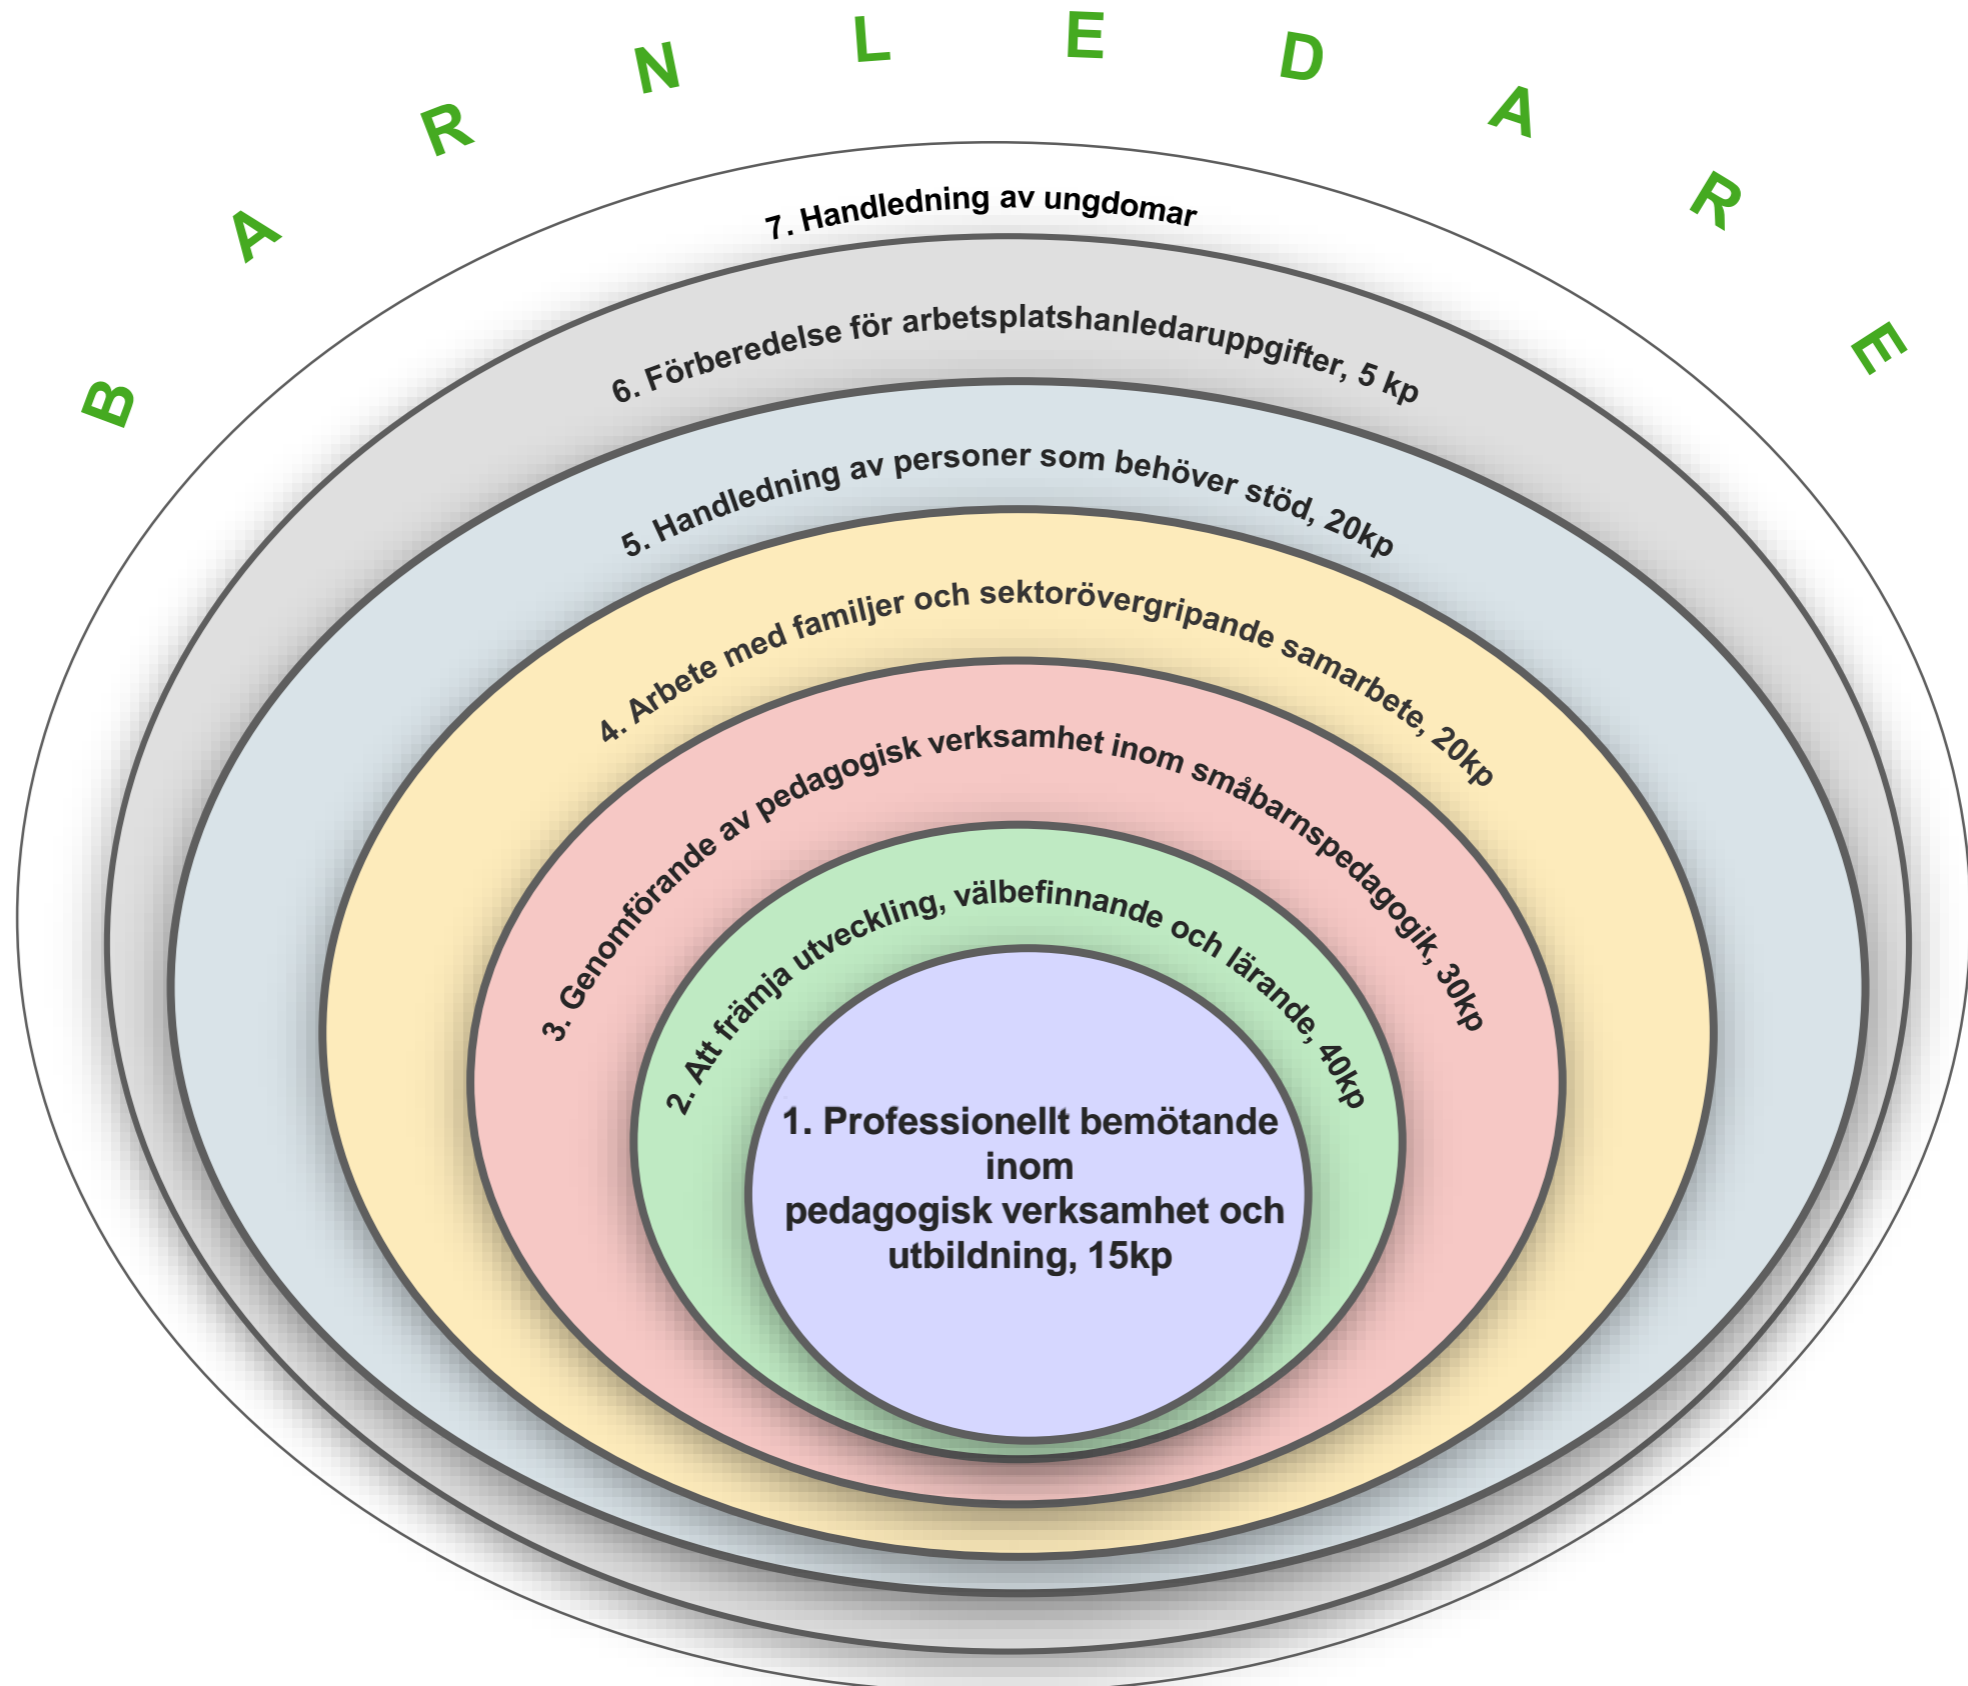 BARNLEDARE
7. Handledning av ungdomar
6. Förberedelse för arbetsplatshanledaruppgifter, 5 kp
5. Handledning av personer som behöver stöd, 20kp
4. Arbete med familjer och sektorövergripande samarbete, 20kp
3. Genomförande av pedagogisk verksamhet inom småbarnspedagogik, 30kp
2. Att främja utveckling, välbefinnande och lärande, 40kp
1. Professionellt bemötande
inom
pedagogisk verksamhet och
utbildning, 15kp